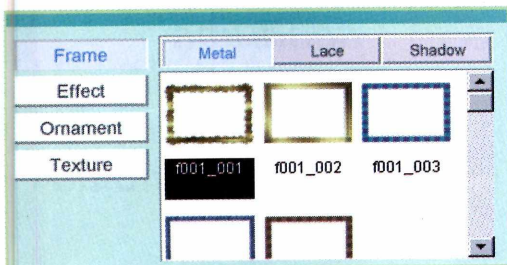 Frame
Metal Lace Shadow
Effect
Ornament
Texture
f001_001 f001_002 f001_003